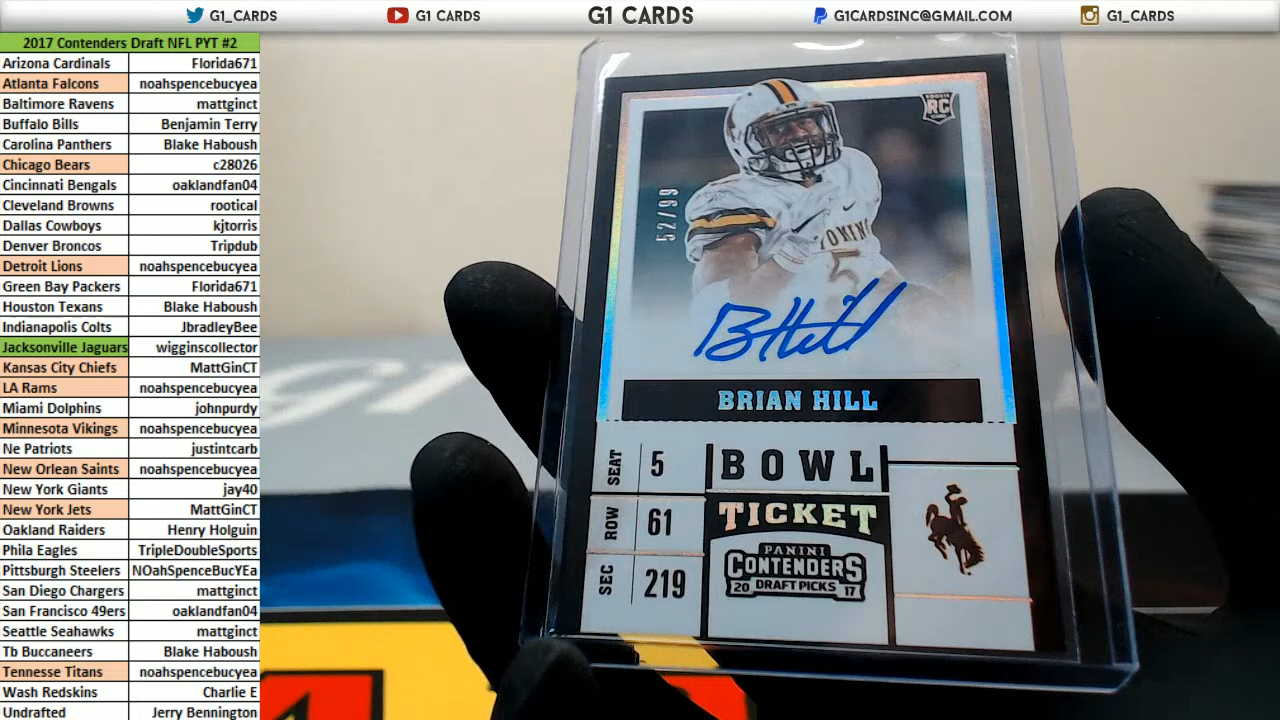 G1_CARDS
G1 CARDS
G1 CARDS
G1CARDSINC@GMAIL.COM
G1_CARDS
2017 Contenders Draft NFL PYT #2
Arizona Cardinals Florida671
Atlanta Falcons noahspencebucyea
Baltimore Ravens mattginct
Buffalo Bills Benjamin Terry
Carolina Panthers Blake Haboush
Chicago Bears c28026
Cincinnati Bengals oaklandfan04
Cleveland Browns rootical
Dallas Cowboys kjtorris
Denver Broncos Tripdub
Detroit Lions noahspencebucyea
Green Bay Packers Florida671
Houston Texans Blake Haboush
Indianapolis Colts JbradleyBee
Jacksonville Jaguars wigginscollector
Kansas City Chiefs MattGinCT
LA Rams noahspencebucyea
Miami Dolphins johnpurdy
Minnesota Vikings noahspencebucyea
Ne Patriots justintcarb
New Orlean Saints noahspencebucyea
New York Giants jay40
New York Jets MattGinCT
Oakland Raiders Henry Holguin
Phila Eagles TripleDoubleSports
Pittsburgh Steelers NOahSpenceBucYEa
San Diego Chargers mattginct
San Francisco 49ers oaklandfan04
Seattle Seahawks mattginct
Tb Buccaneers Blake Haboush
Tennesse Titans noahspencebucyea
Wash Redskins Charlie E
Undrafted Jerry Bennington
RC
52/99
5
B Hill
BRIAN HILL
SEAT 5
BOWL
ROW 61
TICKET
SEC 219
PANINI
CONTENDERS
20 DRAFT PICKS 17